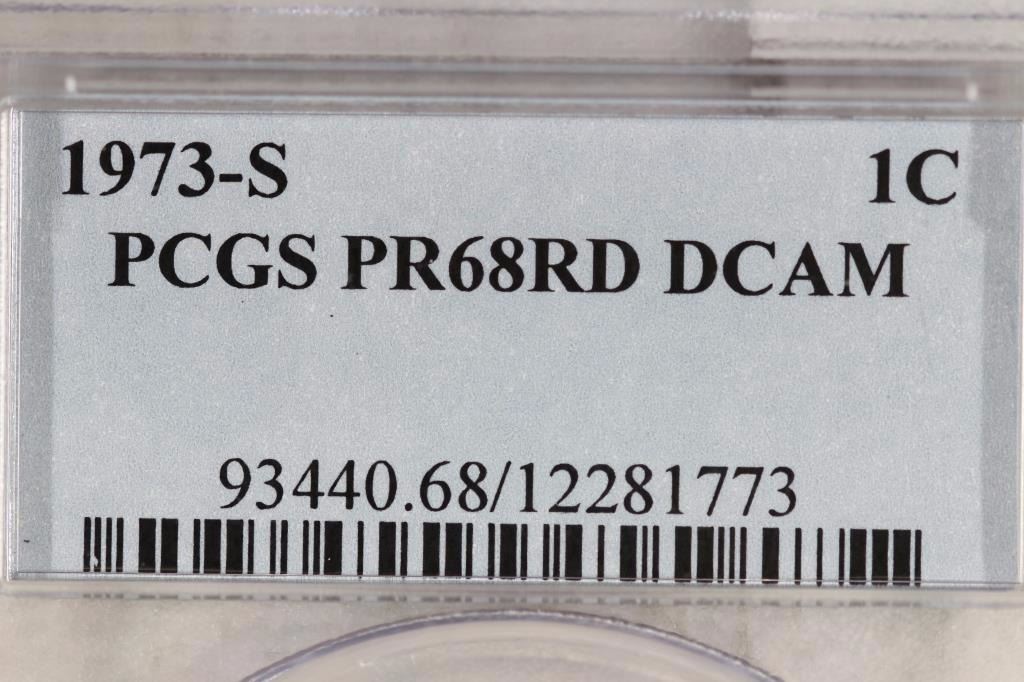 1973-S 1C
PCGS PR68RD DCAM
93440.68/12281773